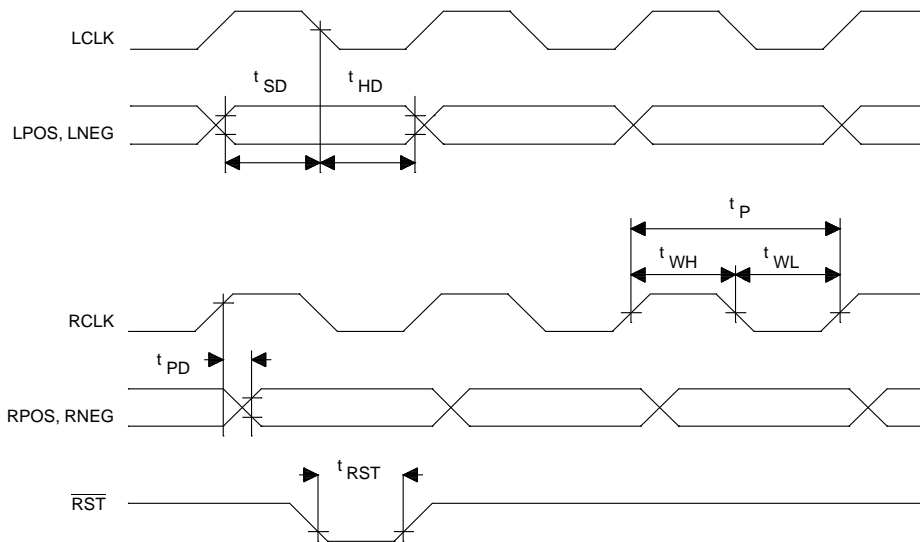 LCLK
t SD t HD
LPOS, LNEG
t P
t WH t WL
RCLK
t PD
RPOS, RNEG
t RST
RST